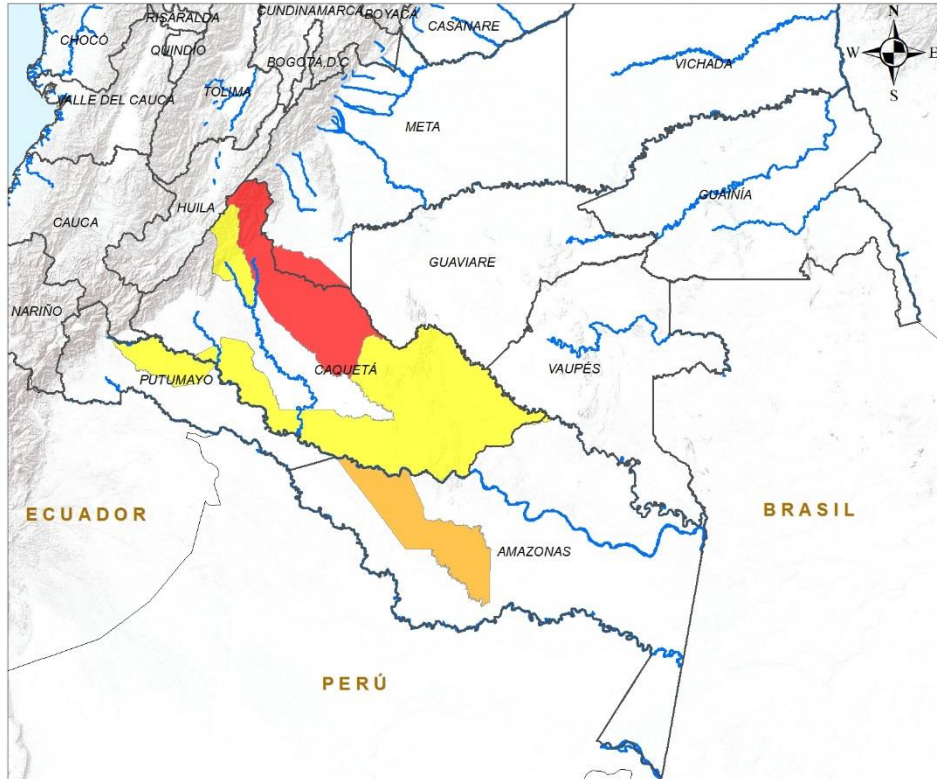 CUNDINAMARCA
BOYACÁ
RISARALDA
CASANARE
CHOCÓ
QUINDIO
BOGOTÁ,D.C
N
W
E
S
VICHADA
TOLIMA
VALLE DEL CAUCA
META
GUAINÍA
HUILA
CAUCA
GUAVIARE
NARIÑO
CAQUETÁ
VAUPÉS
PUTUMAYO
ECUADOR
BRASIL
AMAZONAS
PERÚ